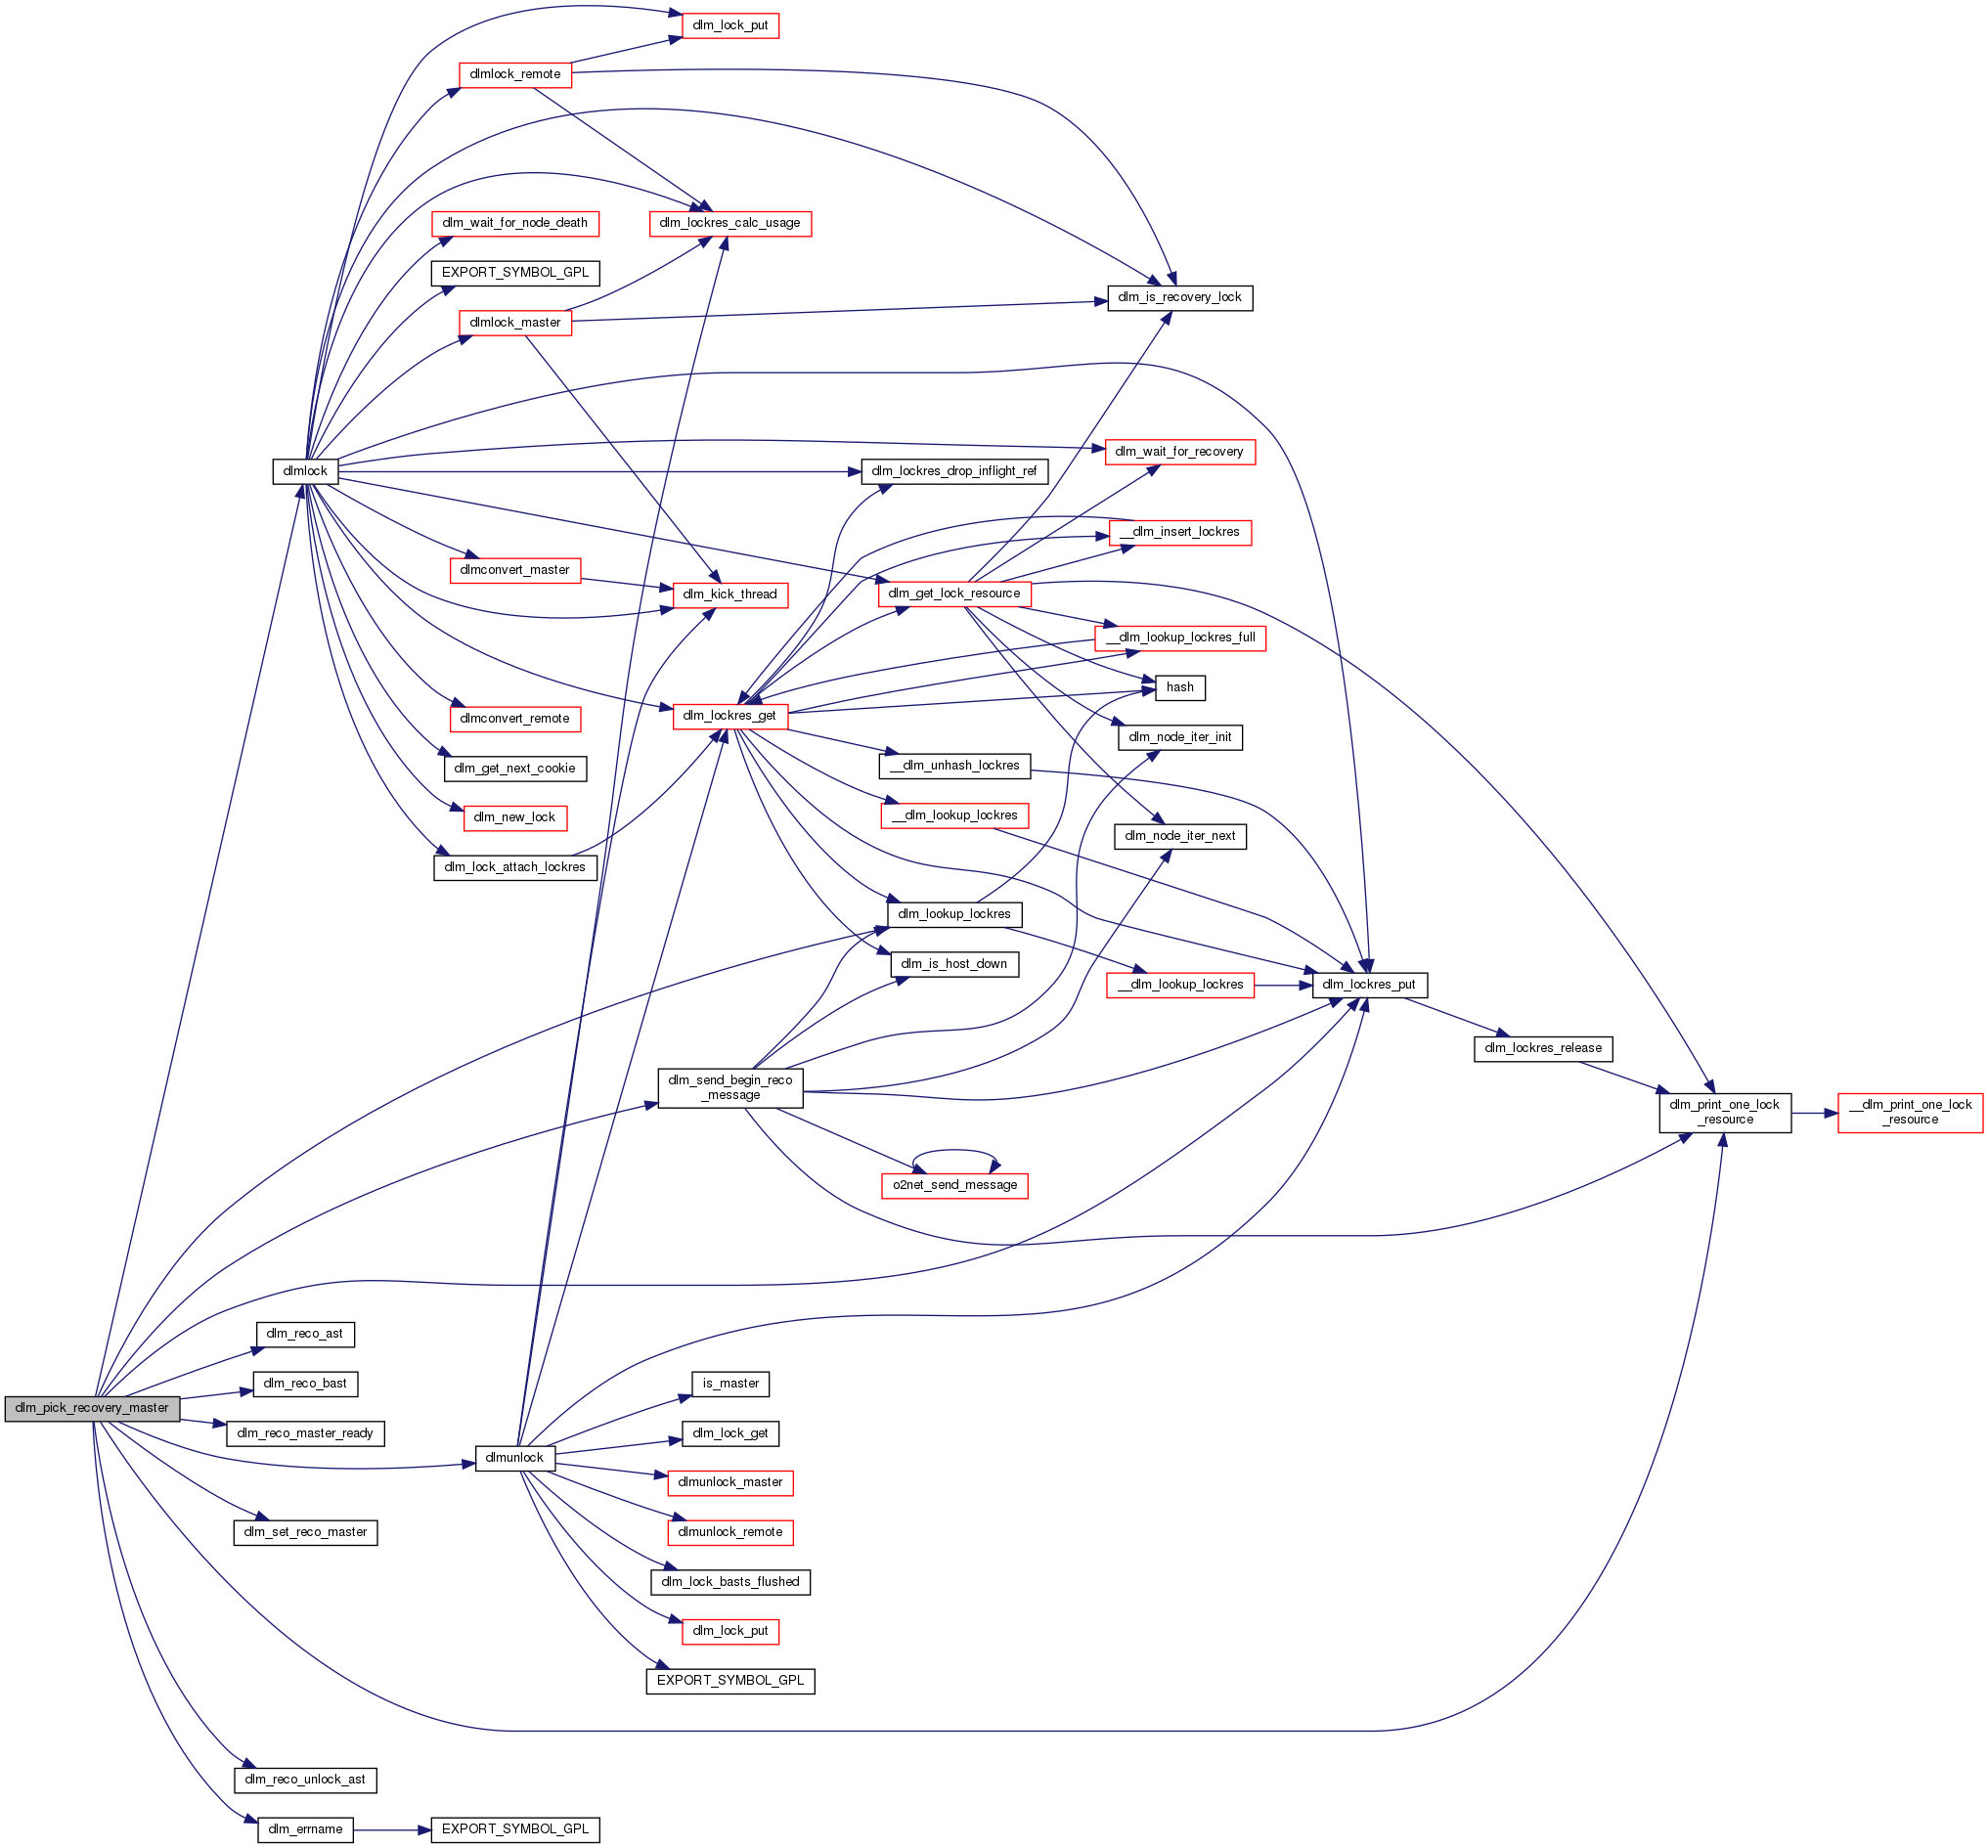 dlm_lock_put
dlmlock_remote
dlm_wait_for_node_death
dlm_lockres_calc_usage
EXPORT_SYMBOL_GPL
dlm_is_recovery_lock
dlmlock_master
dlm_wait_for_recovery
dlmlock
dlm_lockres_drop_inflight_ref
__dlm_insert_lockres
dlmconvert_master
dlm_kick_thread
dlm_get_lock_resource
__dlm_lookup_lockres_full
hash
dlmconvert_remote
dlm_lockres_get
dlm_node_iter_init
dlm_get_next_cookie
__dlm_unhash_lockres
dlm_new_lock
__dlm_lookup_lockres
dlm_node_iter_next
dlm_lock_attach_lockres
dlm_lookup_lockres
dlm_is_host_down
__dlm_lookup_lockres
dlm_lockres_put
dlm_lockres_release
dlm_send_begin_reco
_message
dlm_print_one_lock
_resource
__dlm_print_one_lock
_resource
o2net_send_message
dlm_reco_ast
dlm_reco_bast
is_master
dlm_pick_recovery_master
dlm_reco_master_ready
dlm_lock_get
dlmunlock
dlmunlock_master
dlm_set_reco_master
dlmunlock_remote
dlm_lock_basts_flushed
dlm_lock_put
EXPORT_SYMBOL_GPL
dlm_reco_unlock_ast
dlm_errname
EXPORT_SYMBOL_GPL